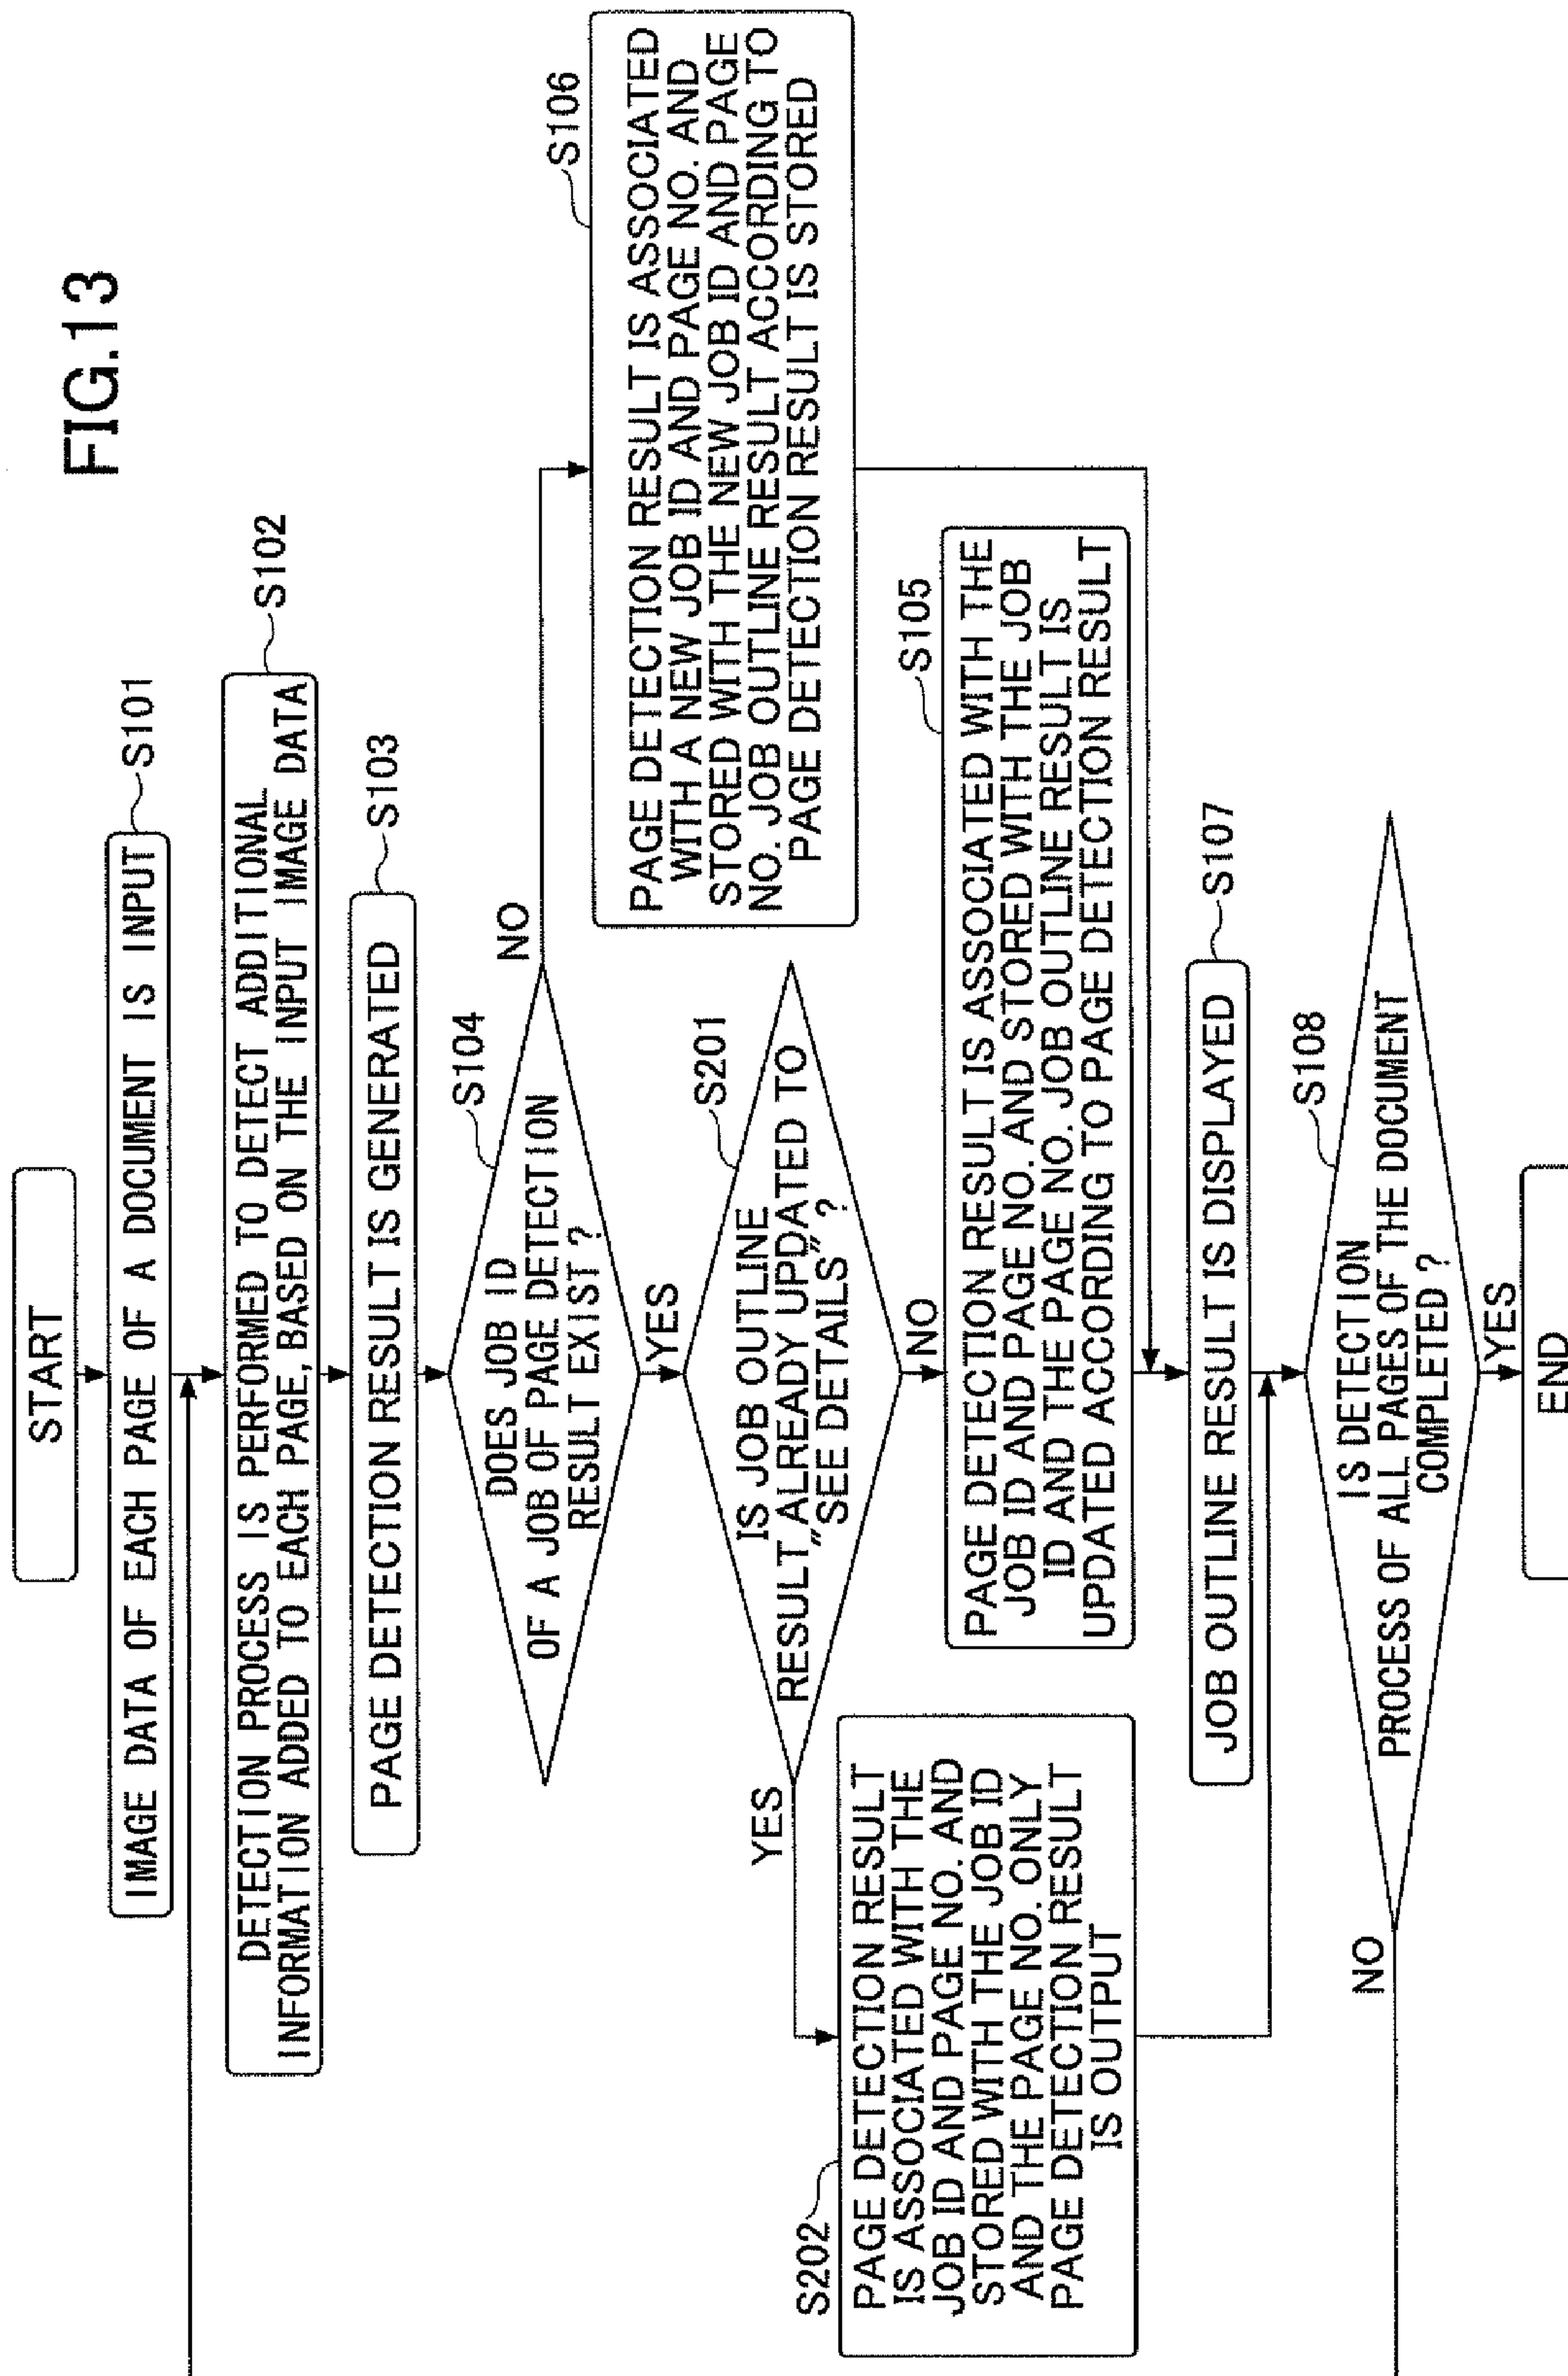 FIG.13
START
IMAGE DATA OF EACH PAGE OF A DOCUMENT IS INPUT
S101
DETECTION PROCESS IS PERFORMED TO DETECT ADDITIONAL
INFORMATION ADDED TO EACH PAGE, BASED ON THE INPUT IMAGE DATA
S102
PAGE DETECTION RESULT IS GENERATED
S103
DOES JOB ID
OF A JOB OF PAGE DETECTION
RESULT EXIST ?
S104
NO
YES
PAGE DETECTION RESULT IS ASSOCIATED
WITH A NEW JOB ID AND PAGE NO. AND
STORED WITH THE NEW JOB ID AND PAGE
NO. JOB OUTLINE RESULT ACCORDING TO
PAGE DETECTION RESULT IS STORED
S106
IS JOB OUTLINE
RESULT ALREADY UPDATED TO
"SEE DETAILS" ?
S201
YES
NO
PAGE DETECTION RESULT
IS ASSOCIATED WITH THE
JOB ID AND PAGE NO. AND
STORED WITH THE JOB ID
AND THE PAGE NO. ONLY
PAGE DETECTION RESULT
IS OUTPUT
S202
PAGE DETECTION RESULT IS ASSOCIATED WITH THE
JOB ID AND PAGE NO. AND STORED WITH THE JOB
ID AND THE PAGE NO. JOB OUTLINE RESULT IS
UPDATED ACCORDING TO PAGE DETECTION RESULT
S105
JOB OUTLINE RESULT IS DISPLAYED
S107
IS DETECTION
PROCESS OF ALL PAGES OF THE DOCUMENT
COMPLETED ?
S108
NO
YES
END